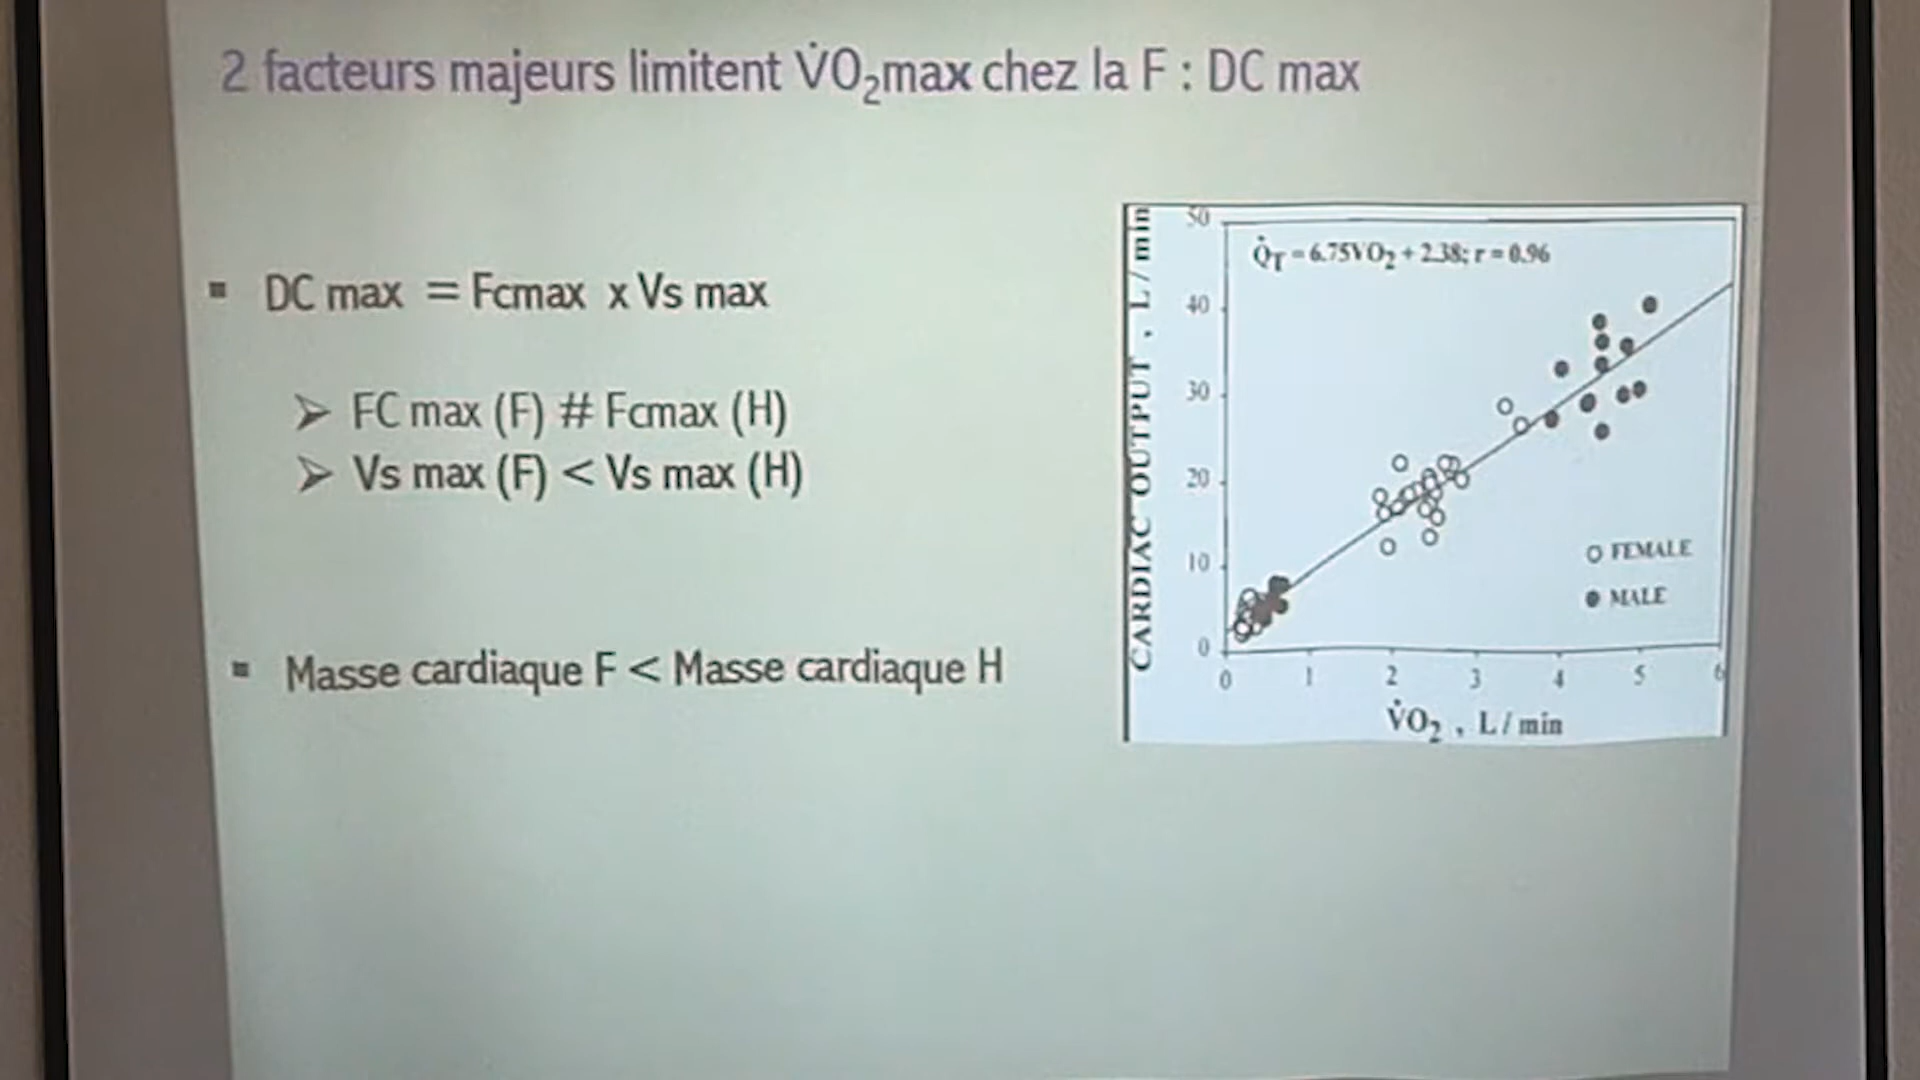 2 facteurs majeurs limitent V̇O₂max chez la F : DC max
▪ DC max = Fcmax x Vs max
➢ FC max (F) # Fcmax (H)
➢ Vs max (F) < Vs max (H)
▪ Masse cardiaque F < Masse cardiaque H
CARDIAC OUTPUT , L / min
50
Q̇T = 6.75VO₂ + 2.38; r = 0.96
40
30
20
10
0
○ FEMALE
● MALE
0 1 2 3 4 5 6
V̇O₂ , L / min